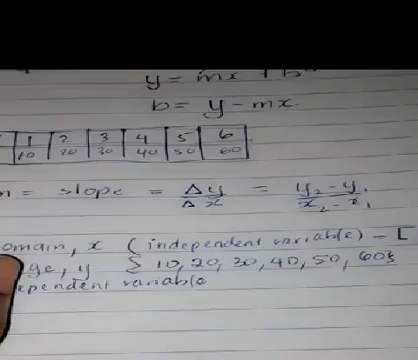 y = mx + b
b = y - mx.
1 2 3 4 5 6
10 20 30 40 50 60
= slope = Δy/Δx = y₂ - y₁/x₂ - x₁
omain, x (independent variable) - [
ge, y { 10, 20, 30, 40, 50, 60}
ependent variable